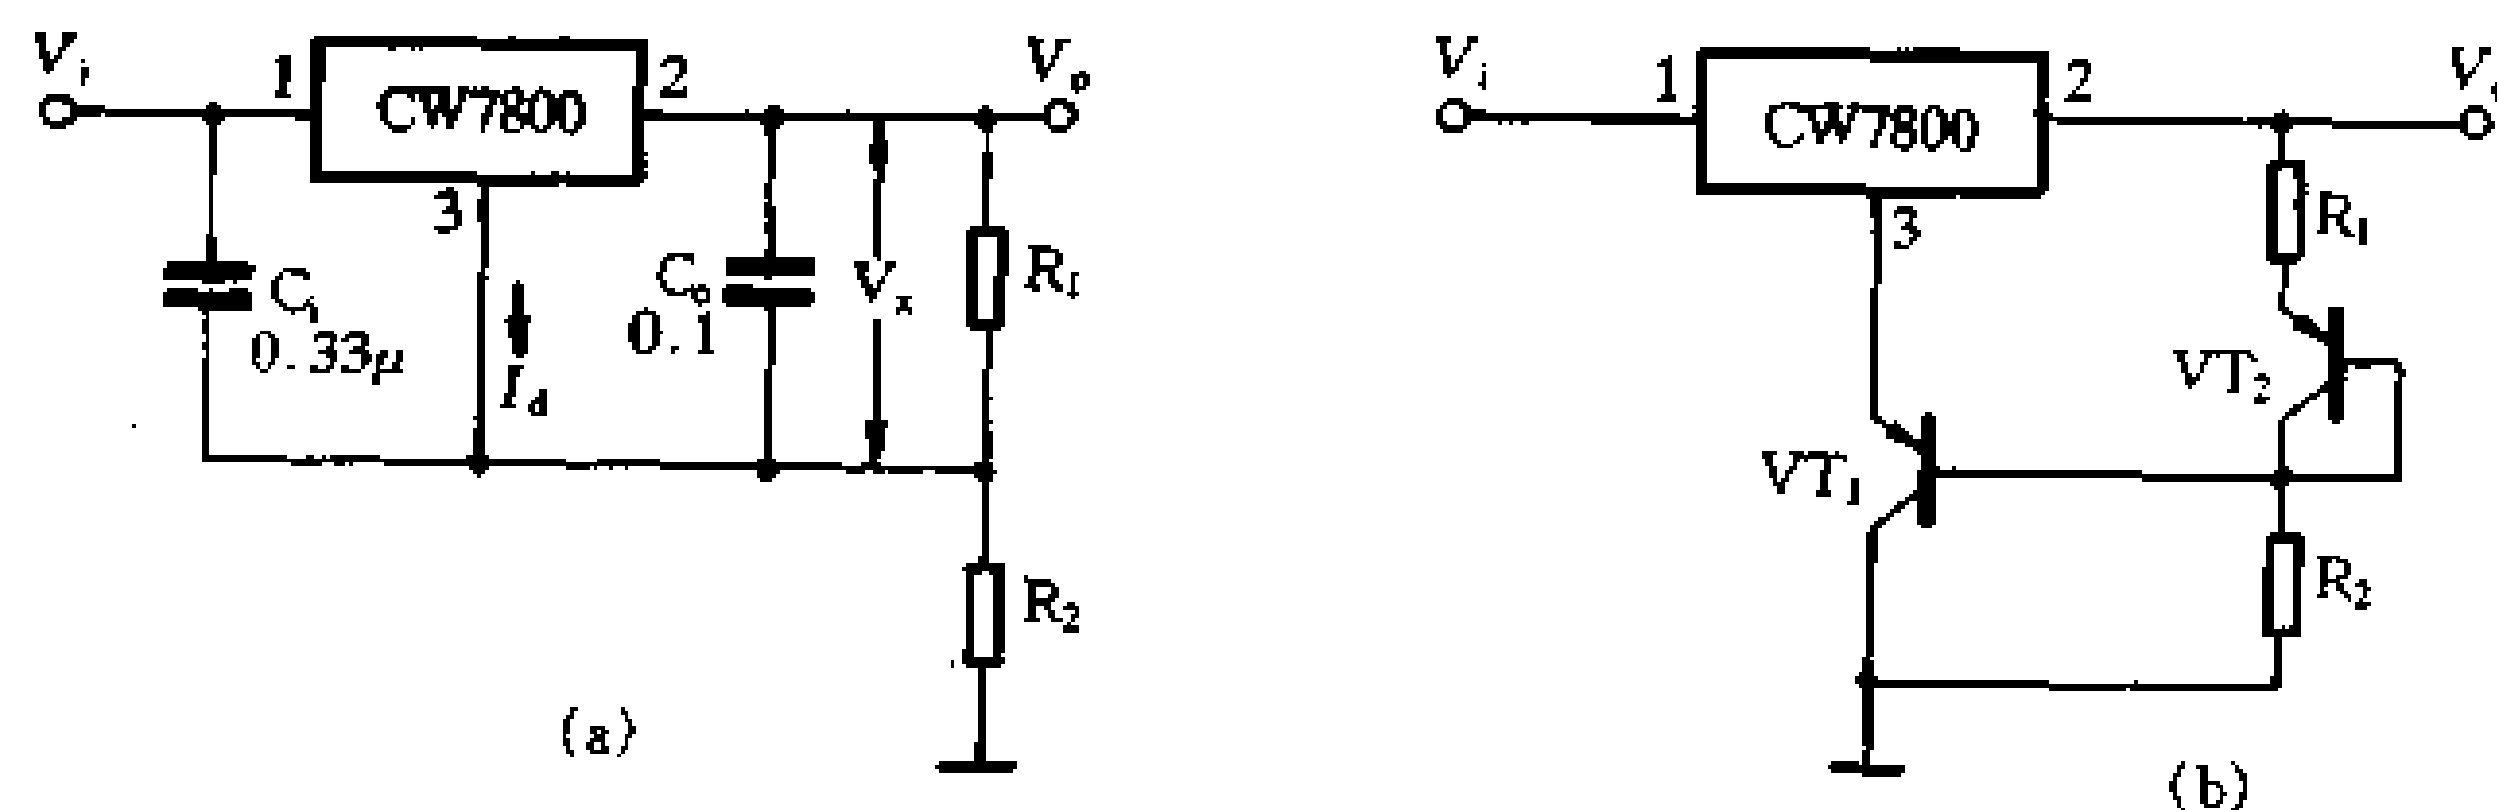 Vi
1
CW7800
2
Vo
3
Ci
0.33μ
Id
Co
0.1
Vx
R1
R2
(a)
Vi
1
CW7800
2
3
R1
VT2
VT1
R2
(b)